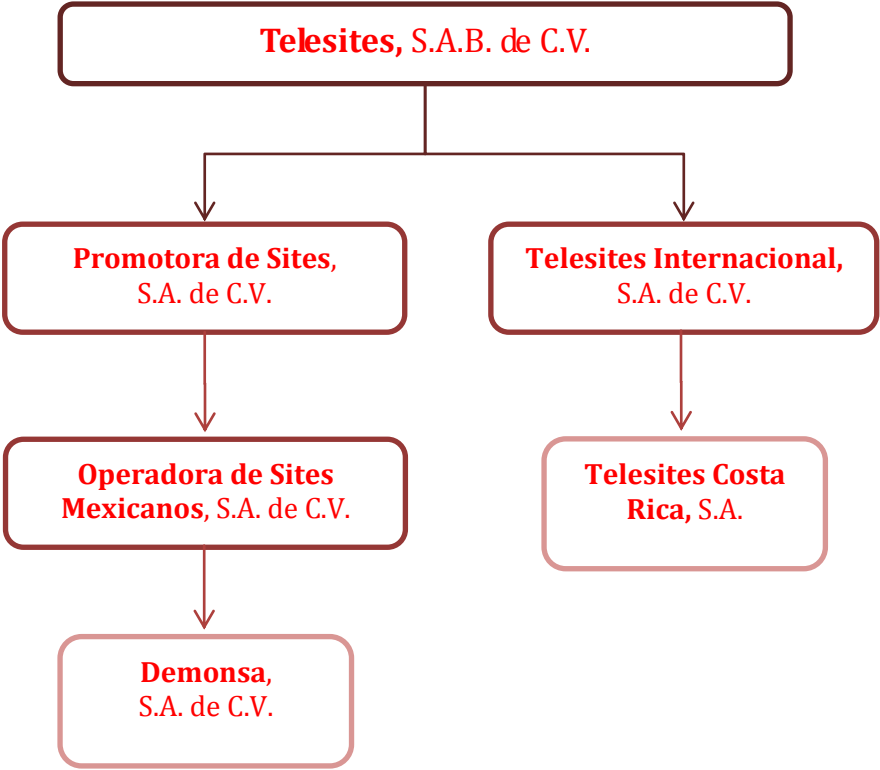 Telesites, S.A.B. de C.V.
Promotora de Sites,
S.A. de C.V.
Telesites Internacional,
S.A. de C.V.
Operadora de Sites
Mexicanos, S.A. de C.V.
Telesites Costa
Rica, S.A.
Demonsa,
S.A. de C.V.